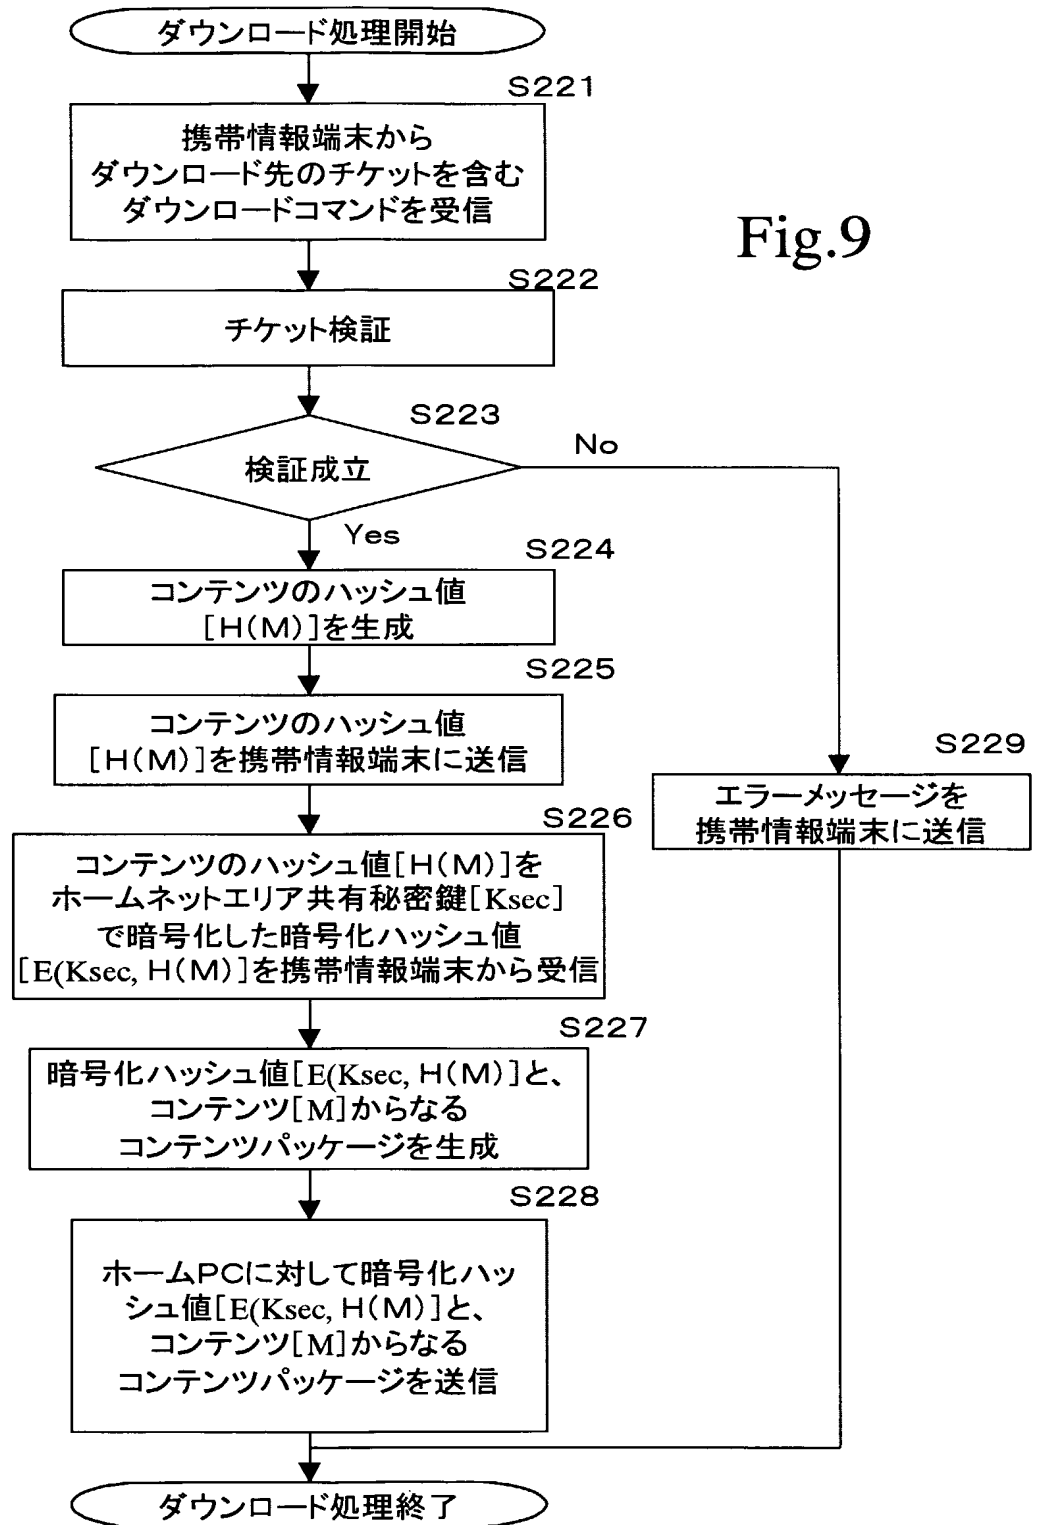 ダウンロード処理開始
S221
携帯情報端末から
ダウンロード先のチケットを含む
ダウンロードコマンドを受信
Fig.9
S222
チケット検証
S223
検証成立
No
Yes
S224
コンテンツのハッシュ値
[H(M)]を生成
S225
コンテンツのハッシュ値
[H(M)]を携帯情報端末に送信
S229
エラーメッセージを
携帯情報端末に送信
S226
コンテンツのハッシュ値[H(M)]を
ホームネットエリア共有秘密鍵[Ksec]
で暗号化した暗号化ハッシュ値
[E(Ksec, H(M)]を携帯情報端末から受信
S227
暗号化ハッシュ値[E(Ksec, H(M)]と、
コンテンツ[M]からなる
コンテンツパッケージを生成
S228
ホームPCに対して暗号化ハッ
シュ値[E(Ksec, H(M)]と、
コンテンツ[M]からなる
コンテンツパッケージを送信
ダウンロード処理終了